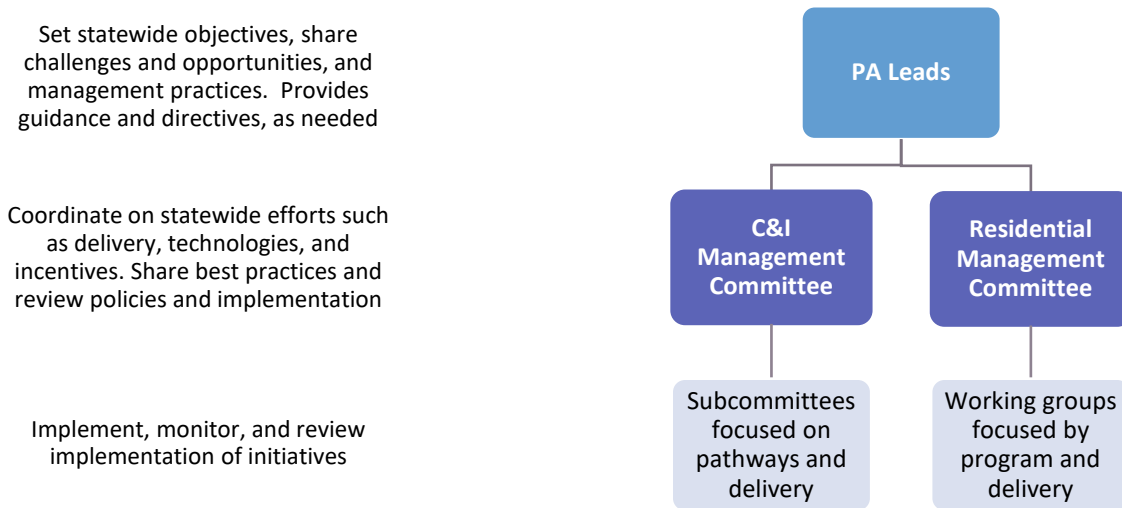 Set statewide objectives, share
challenges and opportunities, and
management practices.  Provides
guidance and directives, as needed
PA Leads
Coordinate on statewide efforts such
as delivery, technologies, and
incentives. Share best practices and
review policies and implementation
C&I
Management
Committee
Residential
Management
Committee
Implement, monitor, and review
implementation of initiatives
Subcommittees
focused on
pathways and
delivery
Working groups
focused by
program and
delivery